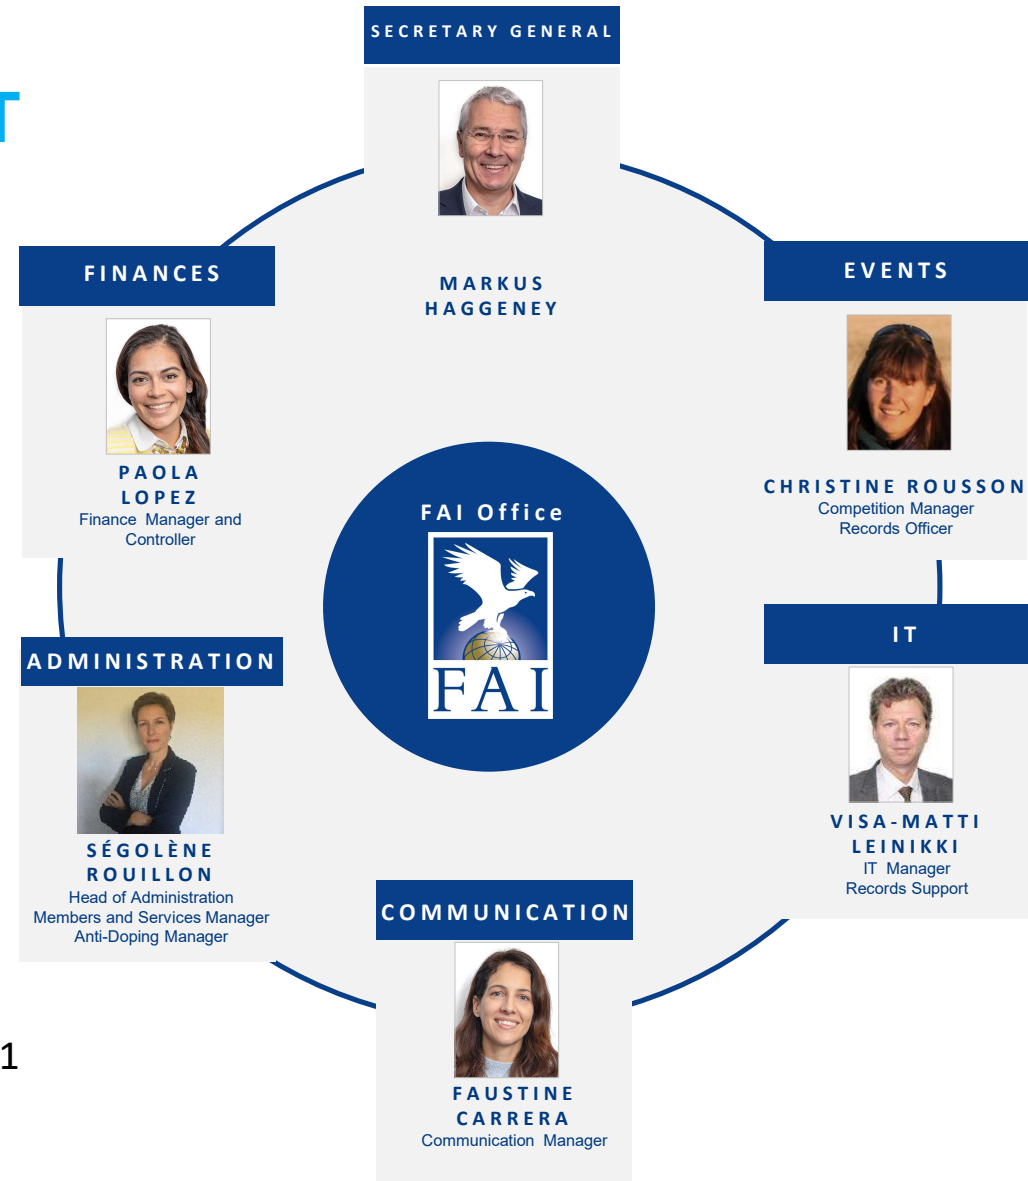 SECRETARY GENERAL
T
MARKUS
HAGGENEY
FINANCES
PAOLA
LOPEZ
Finance Manager and
Controller
EVENTS
CHRISTINE ROUSSON
Competition Manager
Records Officer
FAI Office
FAI
ADMINISTRATION
SÉGOLÈNE
ROUILLON
Head of Administration
Members and Services Manager
Anti-Doping Manager
IT
VISA-MATTI
LEINIKKI
IT Manager
Records Support
COMMUNICATION
FAUSTINE
CARRERA
Communication Manager
1